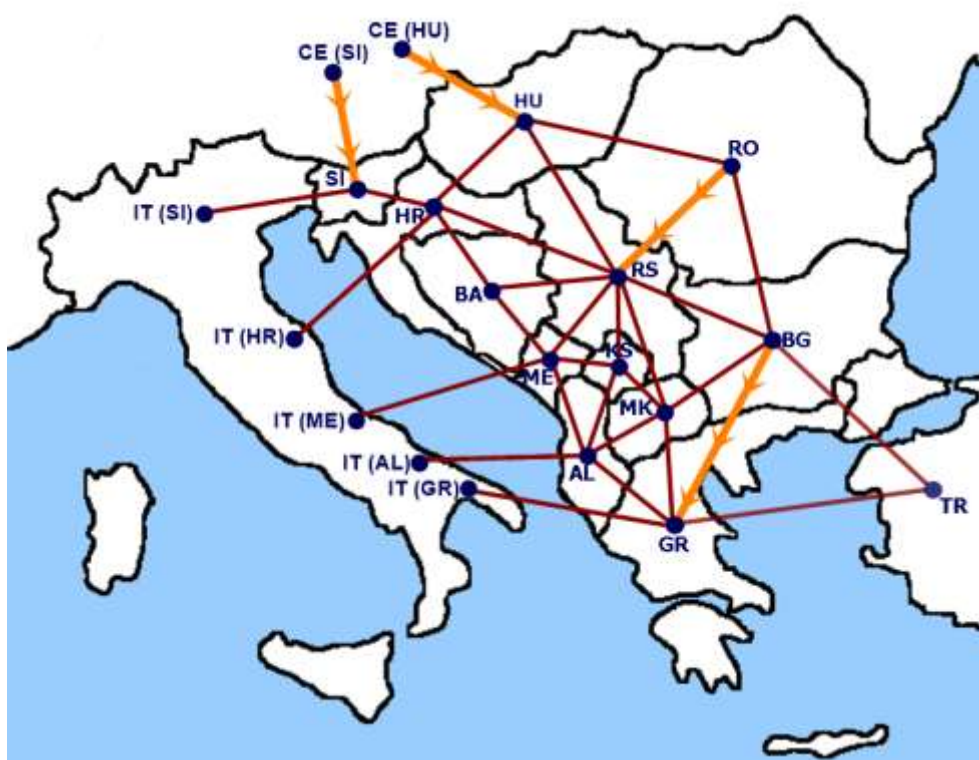 CE (HU)
CE (SI)
HU
RO
SI
IT (SI)
HR
RS
BA
IT (HR)
BG
KS
ME
MK
IT (ME)
IT (AL)
AL
IT (GR)
TR
GR